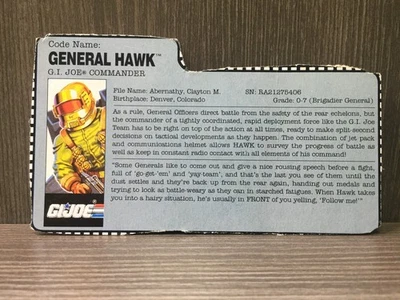 Code Name:
GENERAL HAWK™
G.I. JOE® COMMANDER
File Name: Abernathy, Clayton M. SN: RA21275406
Birthplace: Denver, Colorado Grade: 0-7 (Brigadier General)
As a rule, General Officers direct battle from the safety of the rear echelons, but
the commander of a tightly coordinated, rapid deployment force like the G.I. Joe
Team has to be right on top of the action at all times, ready to make split-second
decisions on tactical developments as they happen. The combination of jet pack
and communications helmet allows HAWK to survey the progress of battle as
well as keep in constant radio contact with all elements of his command!
"Some Generals like to come out and give a nice rousing speech before a fight,
full of 'go get 'em' and 'yay team', and that's the last you see of them until the
dust settles and they're back up from the rear again, handing out medals and
trying to look as battle-weary as they can in starched fatigues. When Hawk takes
you into a hairy situation, he's usually in FRONT of you yelling, 'Follow me!'"
G.I. JOE